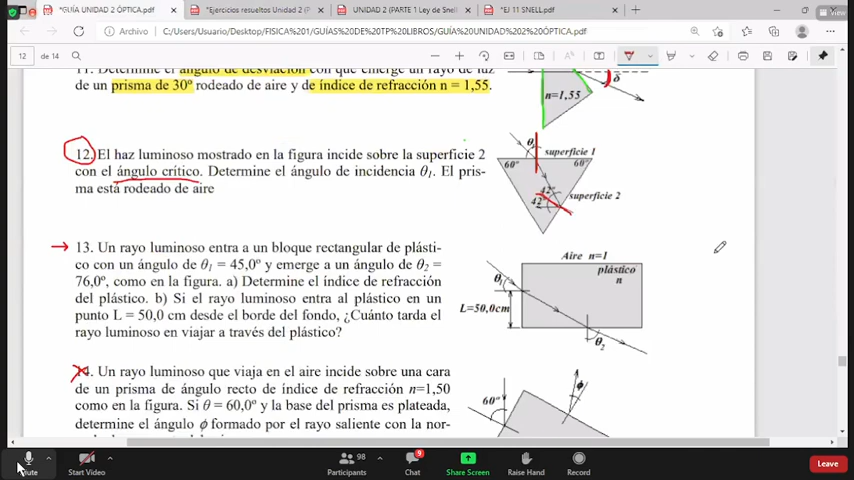 *GUÍA UNIDAD 2 ÓPTICA.pdf
*Ejercicios resueltos Unidad 2 (P
UNIDAD 2 (PARTE 1 Ley de Snell
*EJ 11 SNELL.pdf
Archivo
C:/Users/Usuario/Desktop/FISICA%201/GUÍAS%20DE%20TP%20LIBROS/GUÍA%20UNIDAD%202%20ÓPTICA.pdf
12
de 14
11. Determine el ángulo de desviación con que emerge un rayo de luz
de un prisma de 30º rodeado de aire y de índice de refracción n = 1,55.
δ
n=1,55
12. El haz luminoso mostrado en la figura incide sobre la superficie 2
con el ángulo crítico. Determine el ángulo de incidencia θ1. El pris-
ma está rodeado de aire
θ
superficie 1
60º
60º
42º
42º
superficie 2
13. Un rayo luminoso entra a un bloque rectangular de plásti-
co con un ángulo de θ1 = 45,0º y emerge a un ángulo de θ2 =
76,0º, como en la figura. a) Determine el índice de refracción
del plástico. b) Si el rayo luminoso entra al plástico en un
punto L = 50,0 cm desde el borde del fondo, ¿Cuánto tarda el
rayo luminoso en viajar a través del plástico?
Aire n=1
plástico
n
θ1
L=50,0cm
θ2
14. Un rayo luminoso que viaja en el aire incide sobre una cara
de un prisma de ángulo recto de índice de refracción n=1,50
como en la figura. Si θ = 60,0º y la base del prisma es plateada,
determine el ángulo ϕ formado por el rayo saliente con la nor-
60º
ϕ
Mute
Start Video
98
Participants
9
Chat
Share Screen
Raise Hand
Record
Leave